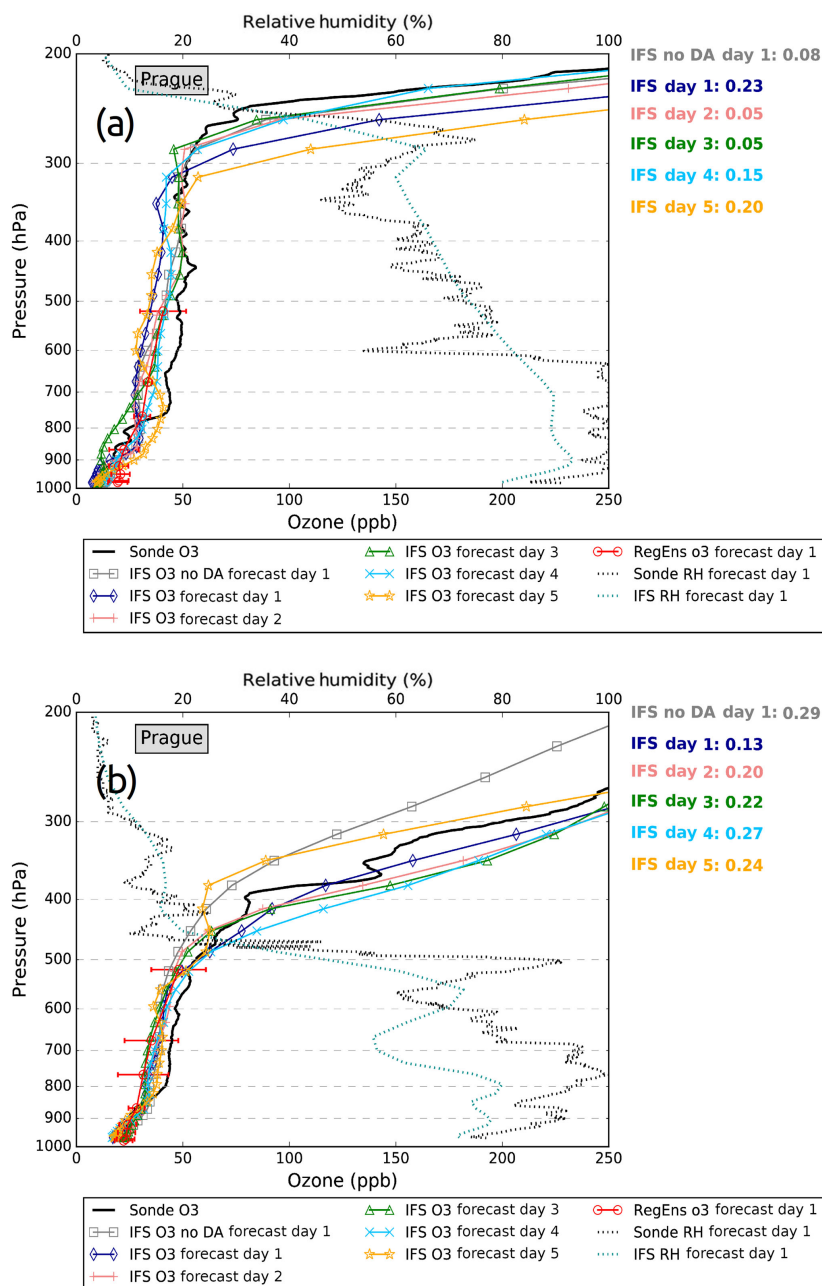 Relative humidity (%)
0 20 40 60 80 100
IFS no DA day 1: 0.08
IFS day 1: 0.23
IFS day 2: 0.05
IFS day 3: 0.05
IFS day 4: 0.15
IFS day 5: 0.20
Prague
(a)
Pressure (hPa)
200
300
400
500
600
700
800
900
1000
0 50 100 150 200 250
Ozone (ppb)
Sonde O3
IFS O3 no DA forecast day 1
IFS O3 forecast day 1
IFS O3 forecast day 2
IFS O3 forecast day 3
IFS O3 forecast day 4
IFS O3 forecast day 5
RegEns o3 forecast day 1
Sonde RH forecast day 1
IFS RH forecast day 1
Relative humidity (%)
0 20 40 60 80 100
IFS no DA day 1: 0.29
IFS day 1: 0.13
IFS day 2: 0.20
IFS day 3: 0.22
IFS day 4: 0.27
IFS day 5: 0.24
Prague
(b)
Pressure (hPa)
200
300
400
500
600
700
800
900
1000
0 50 100 150 200 250
Ozone (ppb)
Sonde O3
IFS O3 no DA forecast day 1
IFS O3 forecast day 1
IFS O3 forecast day 2
IFS O3 forecast day 3
IFS O3 forecast day 4
IFS O3 forecast day 5
RegEns o3 forecast day 1
Sonde RH forecast day 1
IFS RH forecast day 1